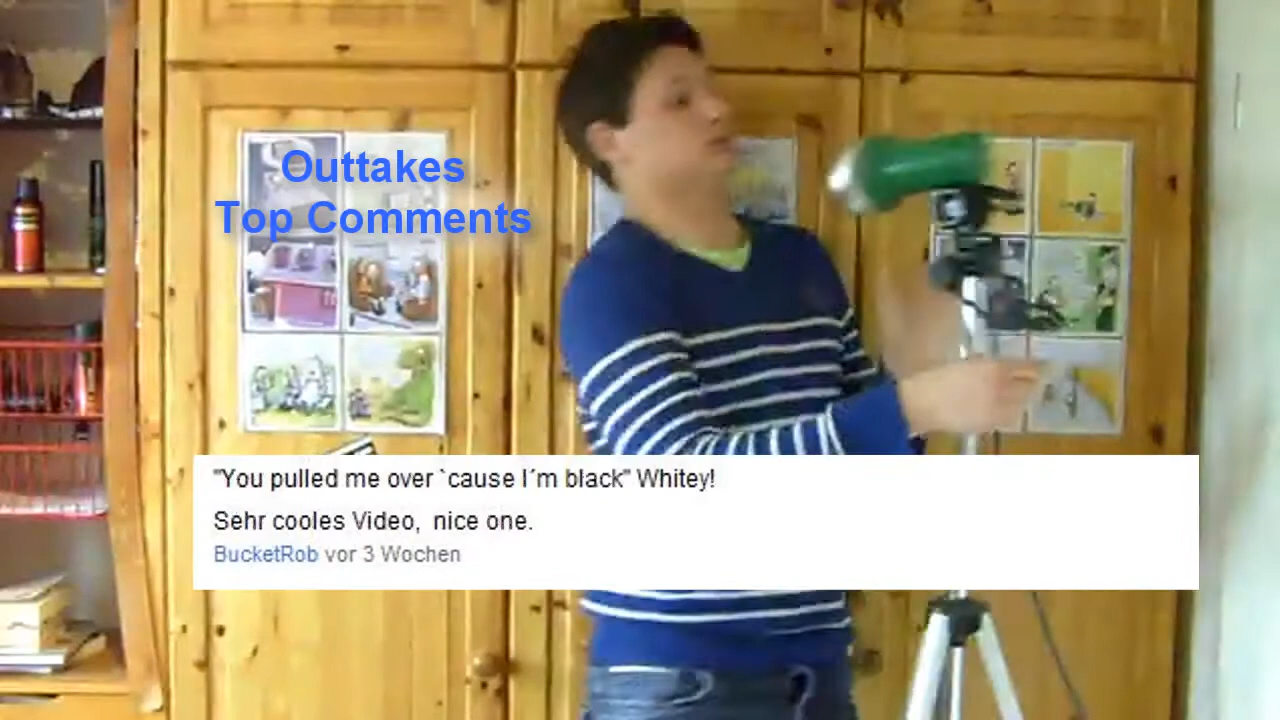 Outtakes
Top Comments
"You pulled me over `cause I´m black" Whitey!
Sehr cooles Video,  nice one.
BucketRob vor 3 Wochen